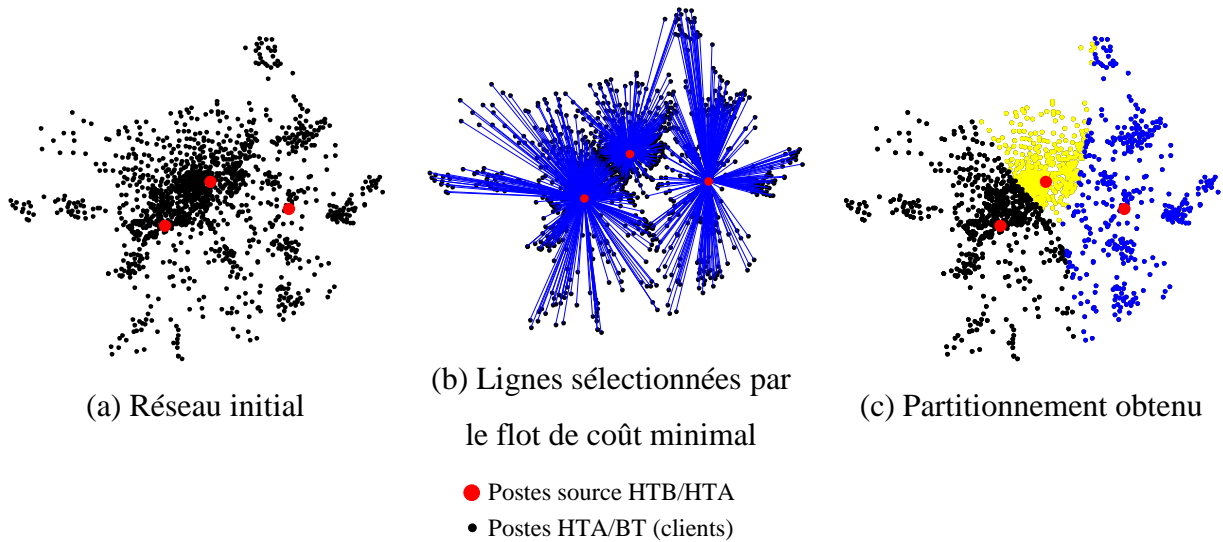 (a) Réseau initial
(b) Lignes sélectionnées par
le flot de coût minimal
(c) Partitionnement obtenu
Postes source HTB/HTA
Postes HTA/BT (clients)